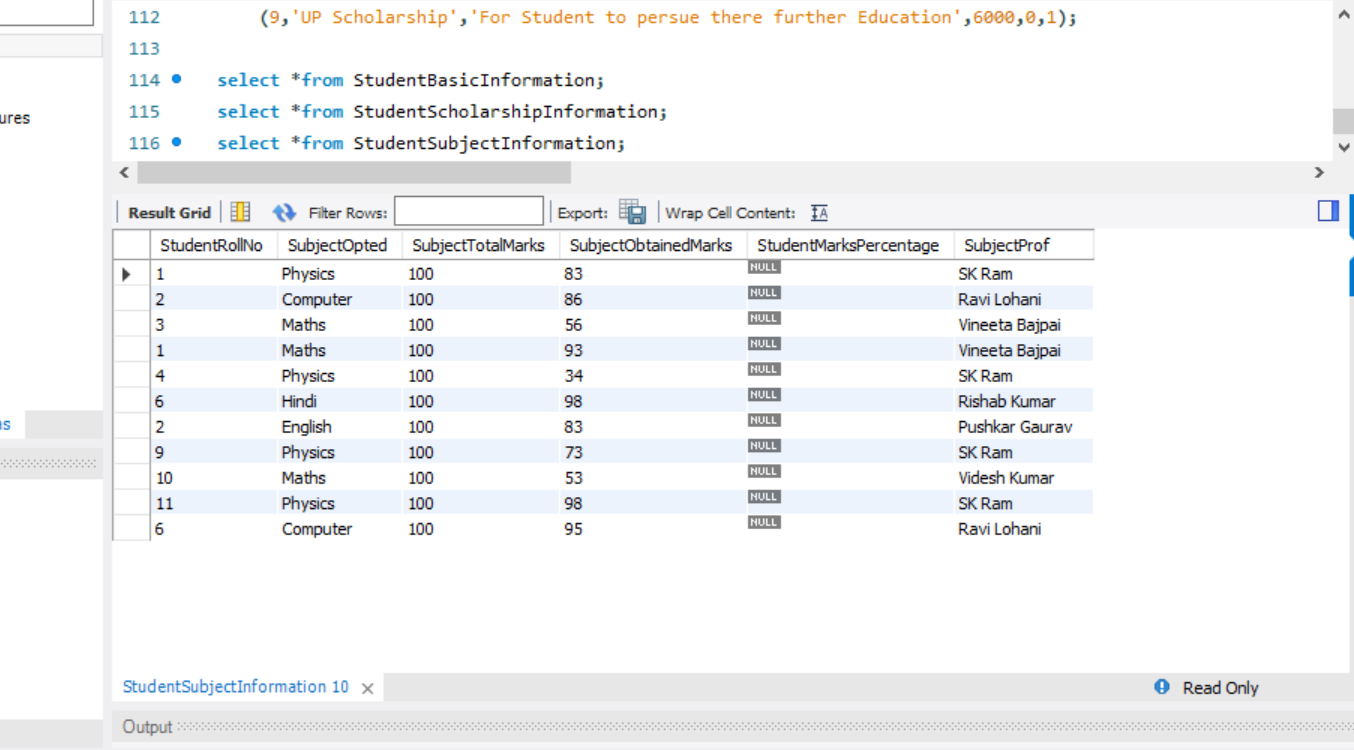 112 (9,'UP Scholarship','For Student to persue there further Education',6000,0,1);
113
ures
114 select *from StudentBasicInformation;
115 select *from StudentScholarshipInformation;
116 select *from StudentSubjectInformation;
Result Grid Filter Rows: Export: Wrap Cell Content: IA
StudentRollNo SubjectOpted SubjectTotalMarks SubjectObtainedMarks StudentMarksPercentage SubjectProf
1 Physics 100 83 NULL SK Ram
2 Computer 100 86 NULL Ravi Lohani
3 Maths 100 56 NULL Vineeta Bajpai
1 Maths 100 93 NULL Vineeta Bajpai
4 Physics 100 34 NULL SK Ram
6 Hindi 100 98 NULL Rishab Kumar
2 English 100 83 NULL Pushkar Gaurav
9 Physics 100 73 NULL SK Ram
10 Maths 100 53 NULL Videsh Kumar
11 Physics 100 98 NULL SK Ram
6 Computer 100 95 NULL Ravi Lohani
StudentSubjectInformation 10 Read Only
Output